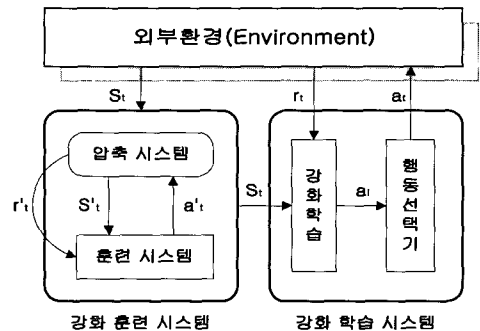 외부환경(Environment)
St
rt
at
압축 시스템
r't
S't
a't
훈련 시스템
St
강화학습
at
행동선택기
강화 훈련 시스템
강화 학습 시스템